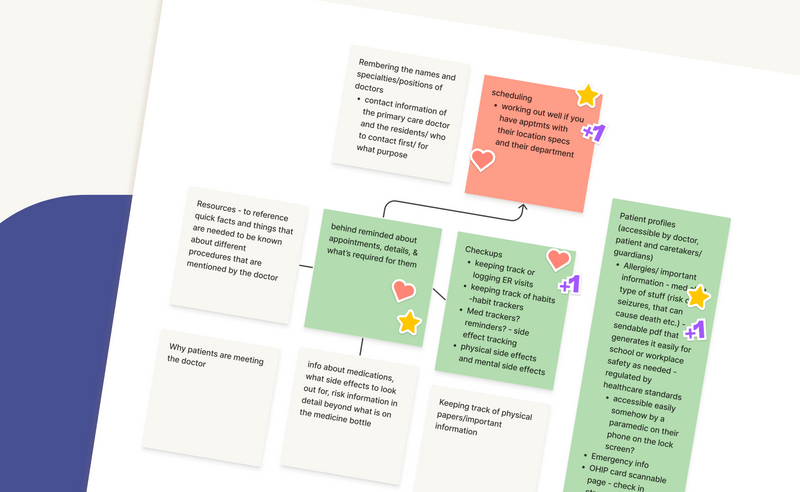 Rembering the names and
specialties/positions of
doctors
• contact information of
the primary care doctor
and the residents/ who
to contact first/ for
what purpose
scheduling
• working out well if you
have apptmts with
their location specs
and their department
+1
Resources - to reference
quick facts and things that
are needed to be known
about different
procedures that are
mentioned by the doctor
behind reminded about
appointments, details, &
what's required for them
Checkups
• keeping track or
logging ER visits
• keeping track of habits
-habit trackers
• Med trackers?
reminders? - side
effect tracking
• physical side effects
and mental side effects
+1
Patient profiles
(accessible by doctor,
patient and caretakers/
guardians)
• Allergies/ important
information - med
type of stuff (risk
seizures, that can
cause death etc.) -
sendable pdf that
generates it easily for
school or workplace
safety as needed -
regulated by
healthcare standards
• accessible easily
somehow by a
paramedic on their
phone on the lock
screen?
• Emergency info
• OHIP card scannable
page - check in
+1
Why patients are meeting
the doctor
info about medications,
what side effects to look
out for, risk information in
detail beyond what is on
the medicine bottle
Keeping track of physical
papers/important
information